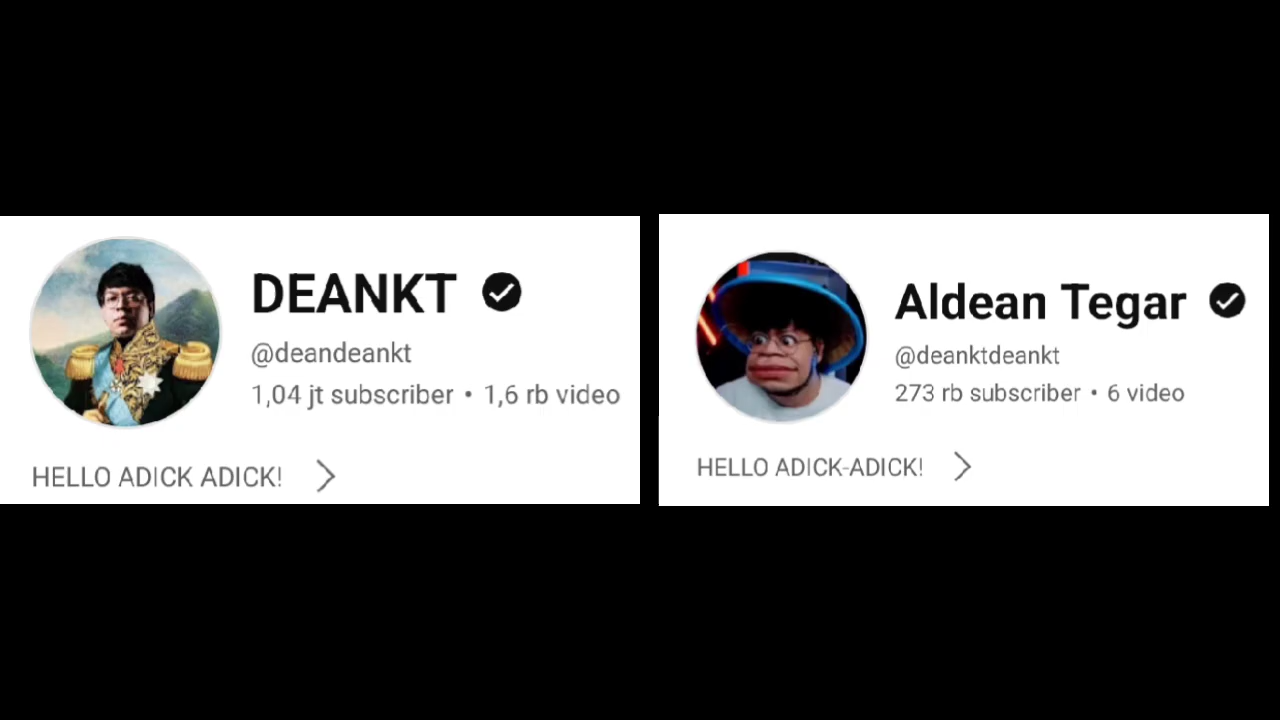 DEANKT
@deandeankt
1,04 jt subscriber • 1,6 rb video
HELLO ADICK ADICK!
Aldean Tegar
@deanktdeankt
273 rb subscriber • 6 video
HELLO ADICK-ADICK!